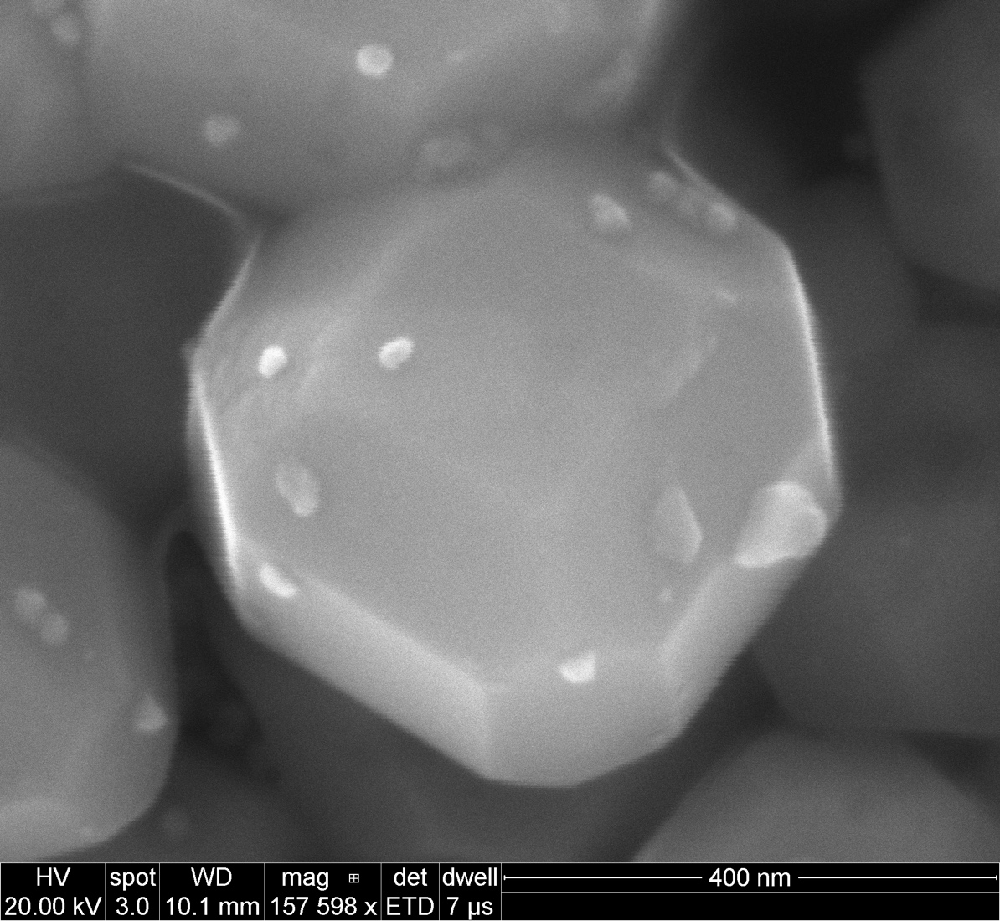 HV spot WD mag ⊞ det dwell 400 nm
20.00 kV 3.0 10.1 mm 157 598 x ETD 7 µs